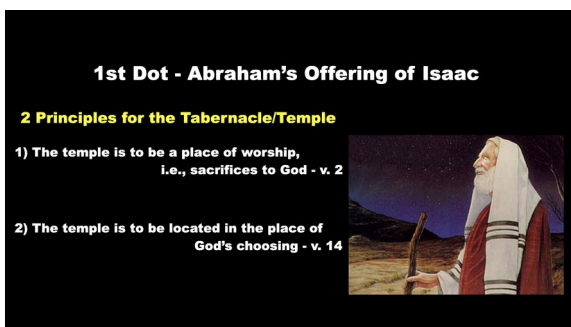 1st Dot - Abraham's Offering of Isaac
2 Principles for the Tabernacle/Temple
1) The temple is to be a place of worship,
i.e., sacrifices to God - v. 2
2) The temple is to be located in the place of
God's choosing - v. 14